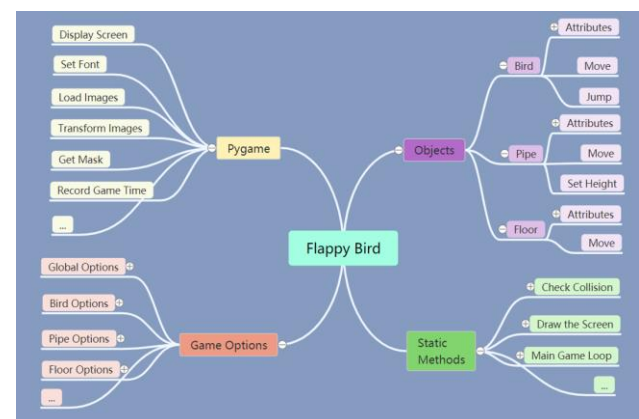 Display Screen
Set Font
Load Images
Transform Images
Get Mask
Record Game Time
...
Pygame
Global Options
Bird Options
Pipe Options
Floor Options
...
Game Options
Flappy Bird
Objects
Bird
Attributes
Move
Jump
Pipe
Attributes
Move
Set Height
Floor
Attributes
Move
Static
Methods
Check Collision
Draw the Screen
Main Game Loop
...